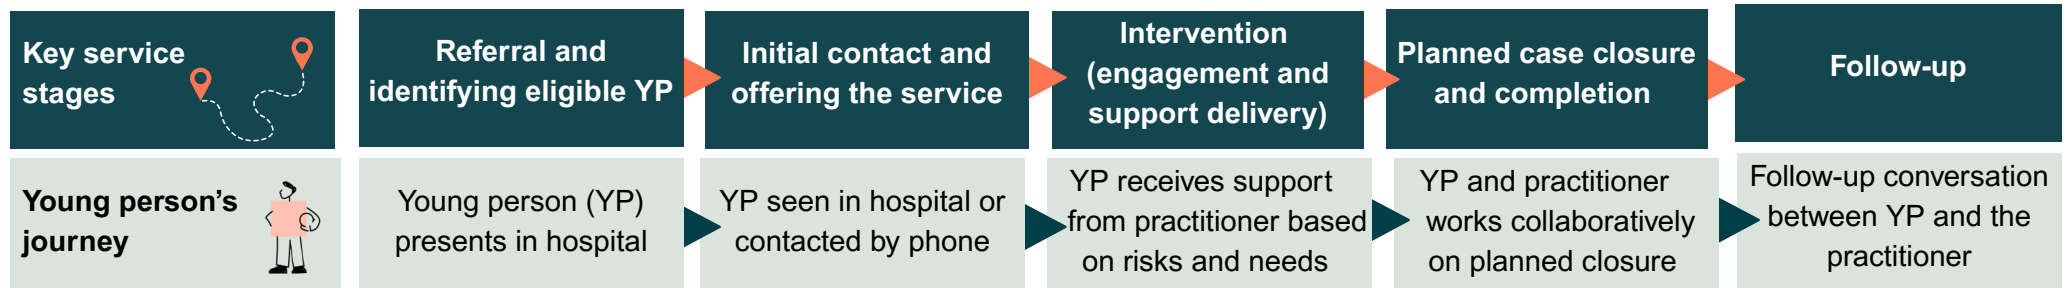 Key service
stages
Referral and
identifying eligible YP
Initial contact and
offering the service
Intervention
(engagement and
support delivery)
Planned case closure
and completion
Follow-up
Young person's
journey
Young person (YP)
presents in hospital
YP seen in hospital or
contacted by phone
YP receives support
from practitioner based
on risks and needs
YP and practitioner
works collaboratively
on planned closure
Follow-up conversation
between YP and the
practitioner